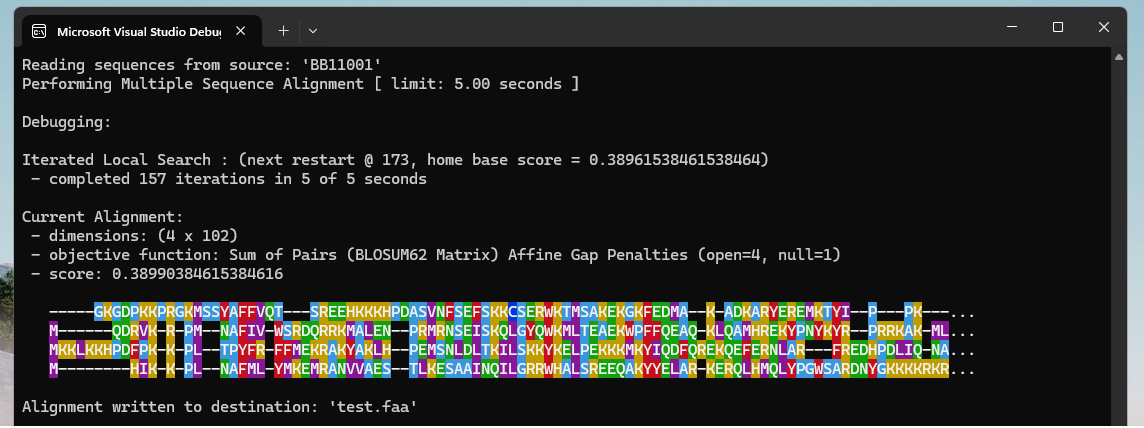 Microsoft Visual Studio Debug
Reading sequences from source: 'BB11001'
Performing Multiple Sequence Alignment [ limit: 5.00 seconds ]
Debugging:
Iterated Local Search : (next restart @ 173, home base score = 0.38961538461538464)
- completed 157 iterations in 5 of 5 seconds
Current Alignment:
- dimensions: (4 x 102)
- objective function: Sum of Pairs (BLOSUM62 Matrix) Affine Gap Penalties (open=4, null=1)
- score: 0.38990384615384616
-----GKGDPKKPRGKMSSYAFFVQT---SREEHKKKHPDASVNFSEFSKKCSERWKTMSAKEKGKFEDMA--K-ADKARYEREMKTYI--P---PK---...
M------QDRVK-R-PM--NAFIV-WSRDQRRKMALEN--PRMRNSEISKQLGYQWKMLTEAEKWPFFQEAQ-KLQAMHREKYPNYKYR--PRRKAK-ML...
MKKLKKHPDFPK-K-PL--TPYFR-FFMEKRAKYAKLH--PEMSNLDLTKILSKKYKELPEKKKMKYIQDFQREKQEFERNLAR---FREDHPDLIQ-NA...
M--------HIK-K-PL--NAFML-YMKEMRANVVAES--TLKESAAINQILGRRWHALSREEQAKYYELAR-KERQLHMQLYPGWSARDNYGKKKKRKR...
Alignment written to destination: 'test.faa'